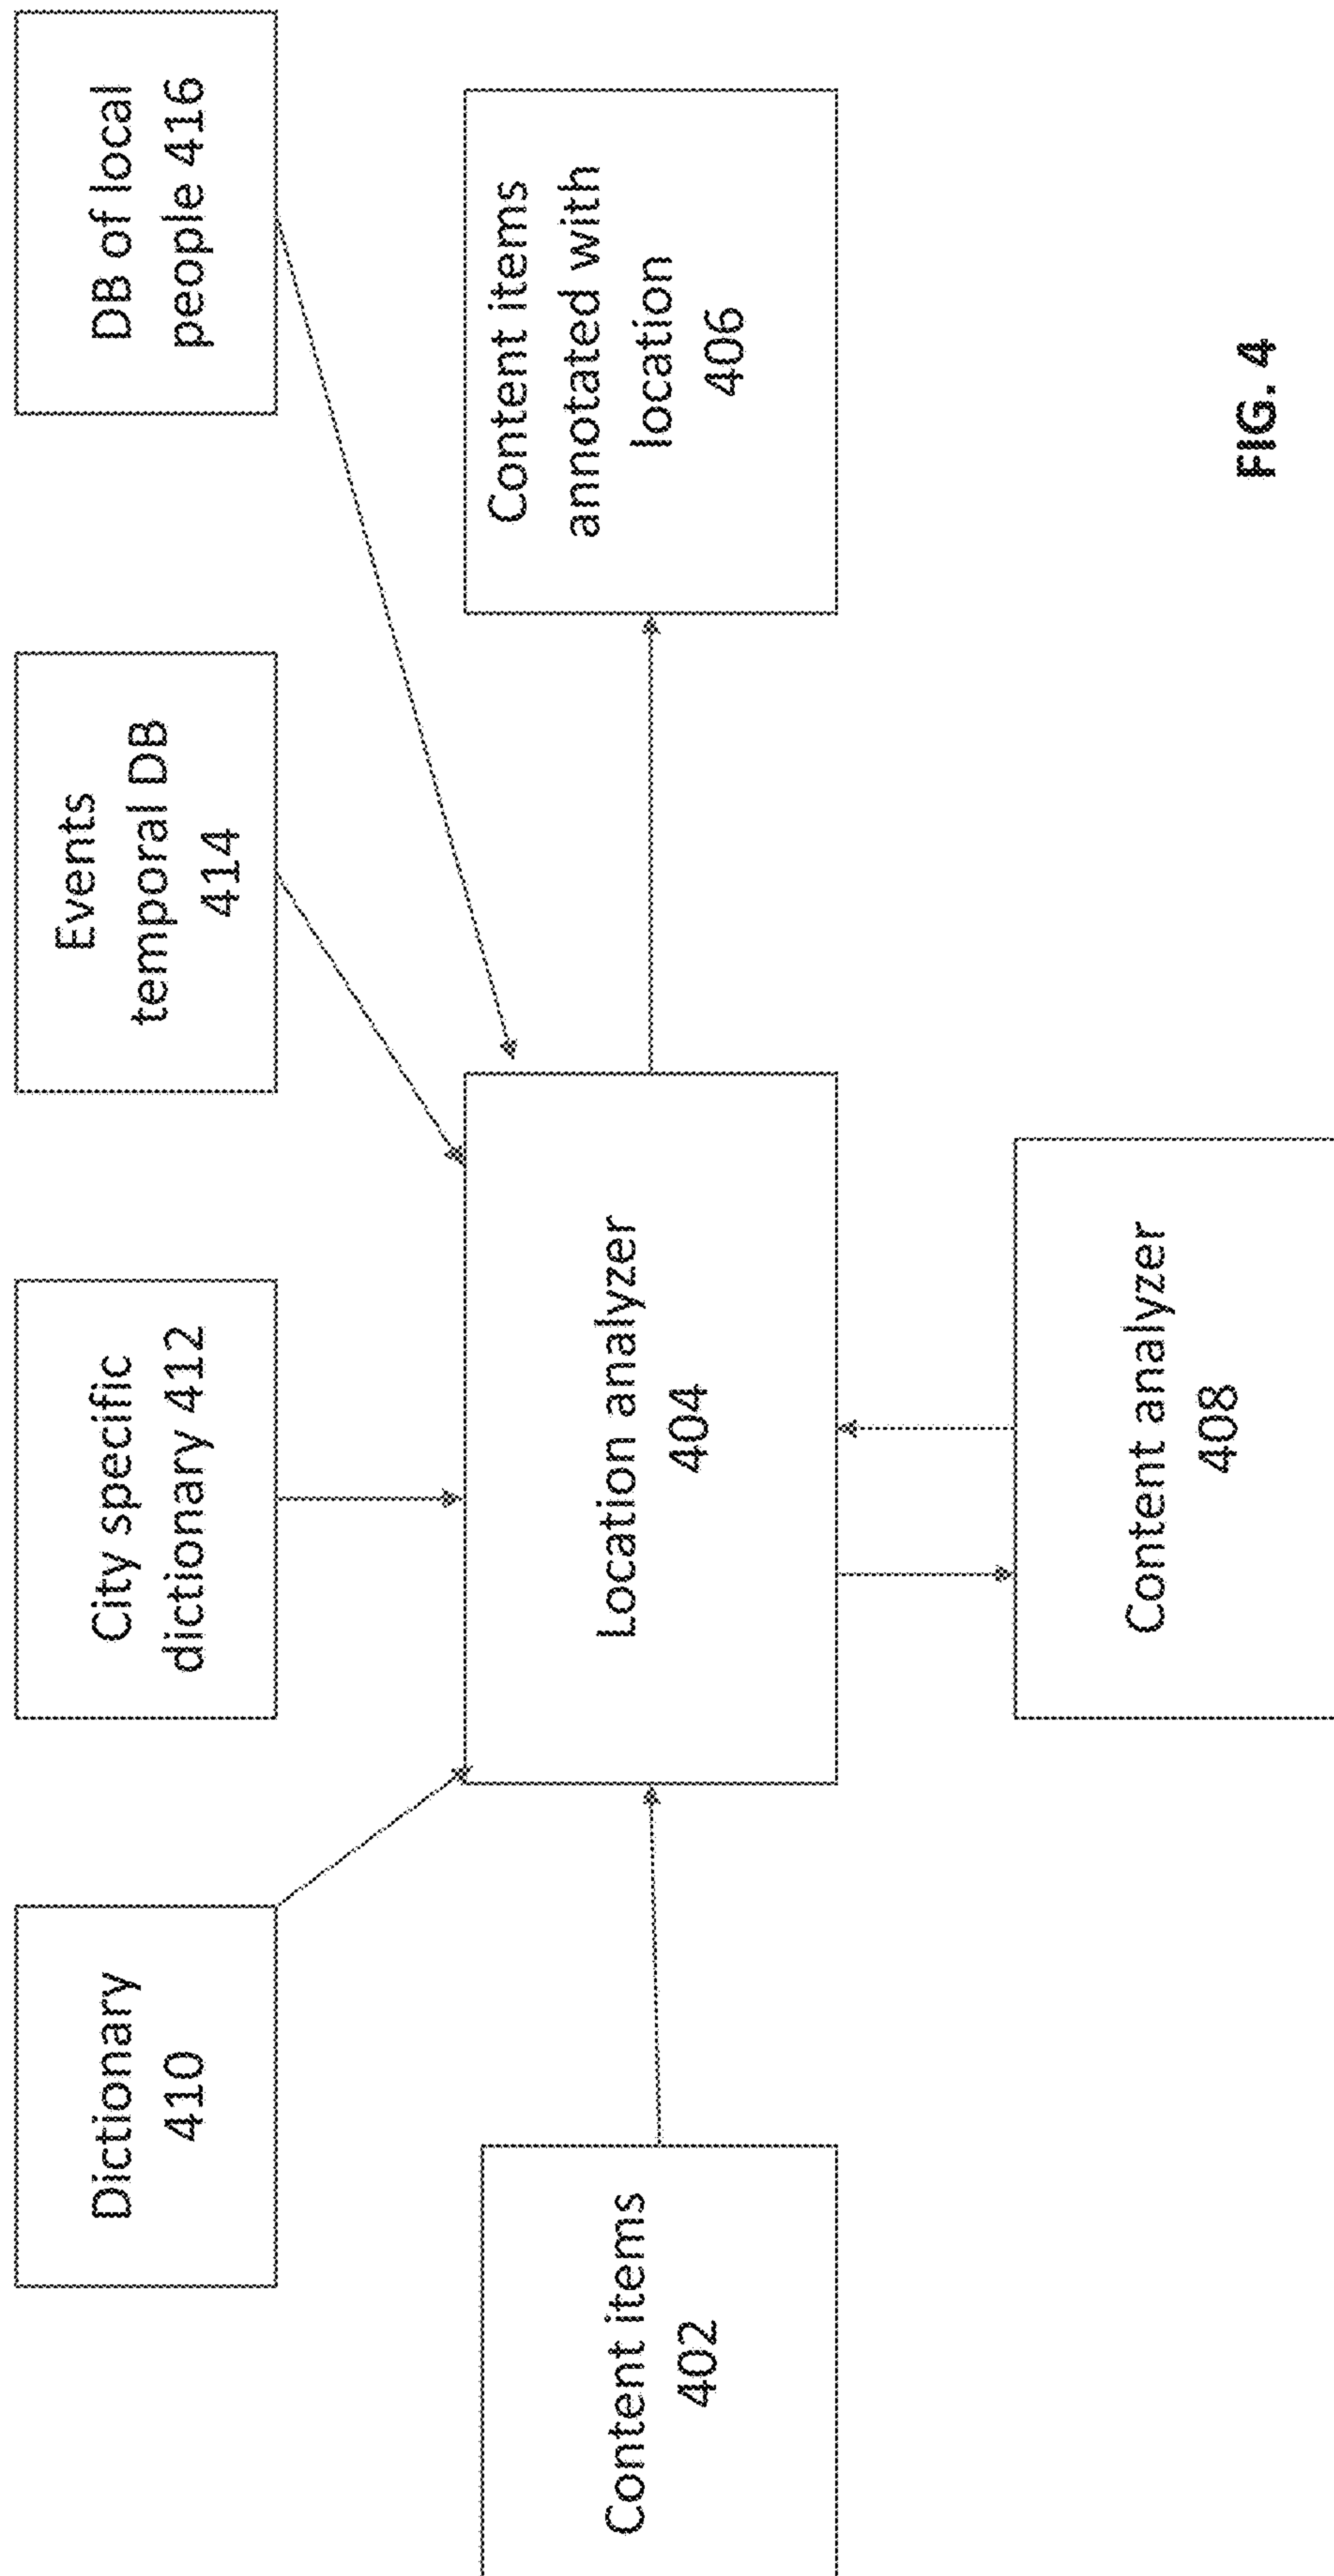 Dictionary
410
City specific
dictionary 412
Events
temporal DB
414
DB of local
people 416
Content items
402
Location analyzer
404
Content items
annotated with
location
406
Content analyzer
408
FIG. 4